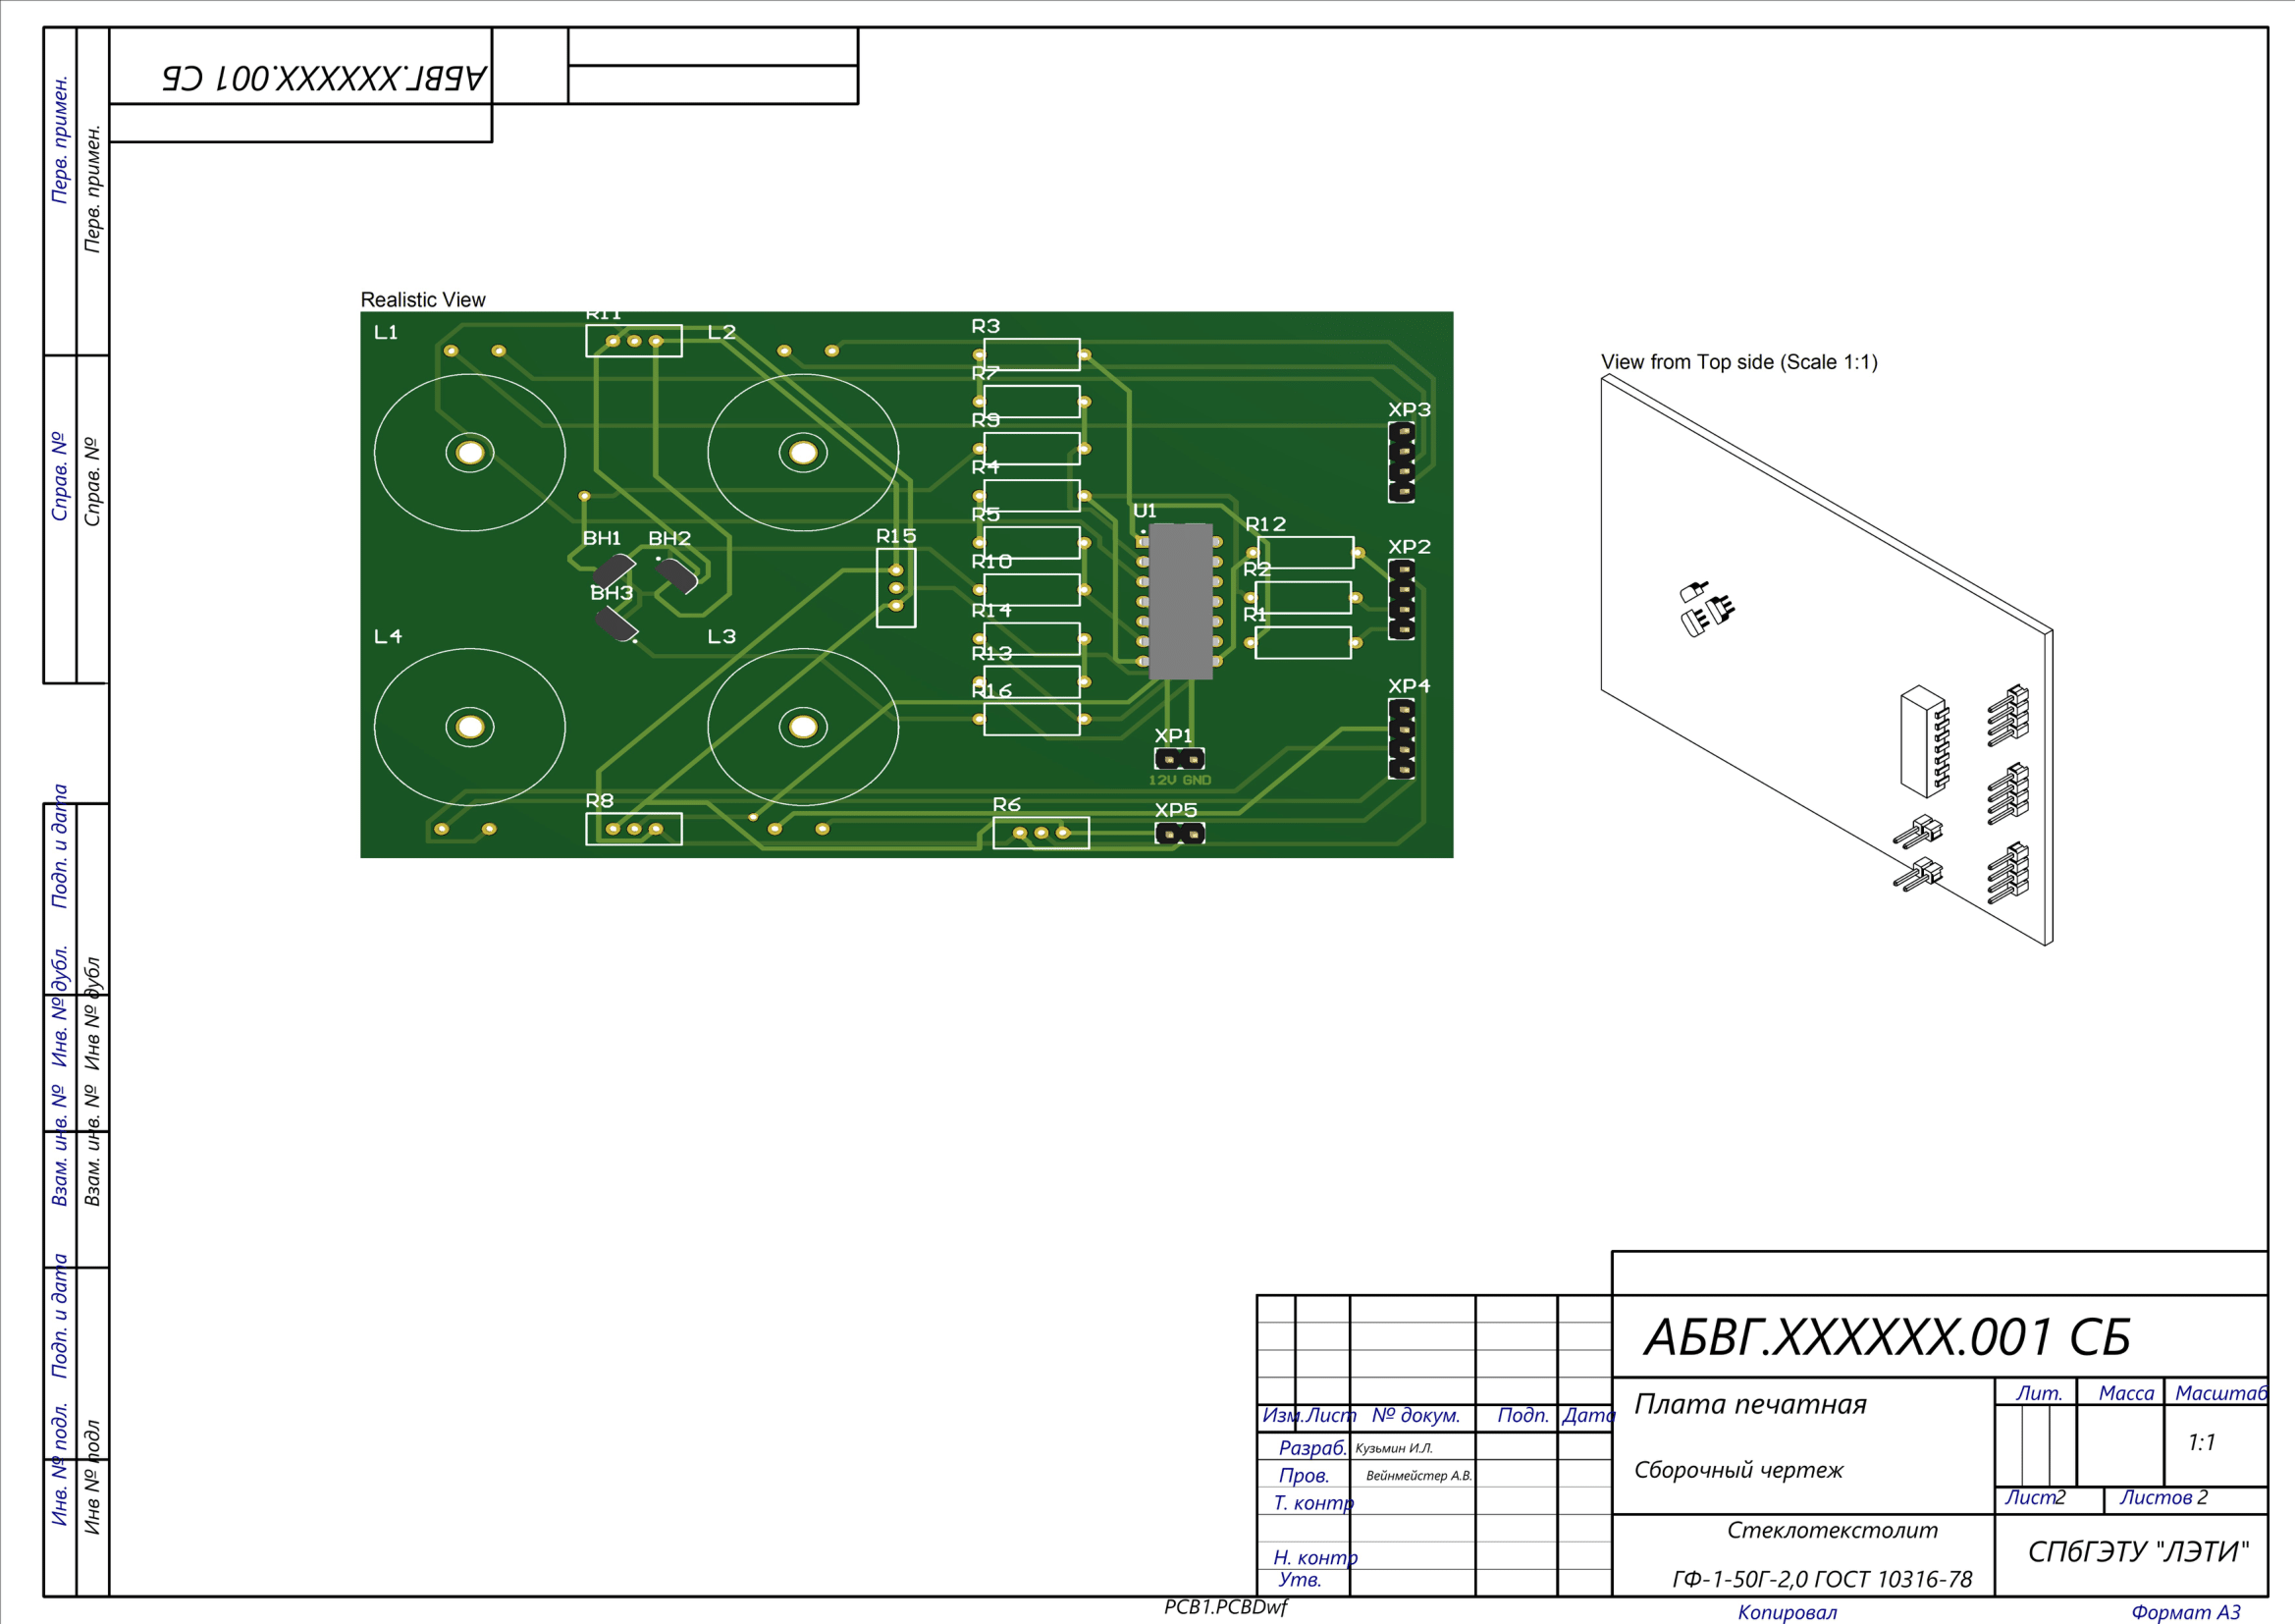 АБВГ.XXXXXX.001 СБ
Перв. примен.
Перв. примен.
Справ. №
Справ. №
Подп. и дата
Инв. № дубл.
Инв № дубл
Взам. инв. №
Взам. инв. №
Подп. и дата
Инв. № подл.
Инв № подл
Realistic View
L1
R11
L2
R3
R7
R9
R4
R5
R10
R14
R13
R16
XP3
U1
R12
R2
R1
XP2
BH1
BH2
BH3
R15
L4
L3
XP4
XP1
12V GND
R8
R6
XP5
View from Top side (Scale 1:1)
АБВГ.XXXXXX.001 СБ
Изм. Лист № докум. Подп. Дата
Разраб. Кузьмин И.Л.
Пров. Вейнмейстер А.В.
Т. контр
Н. контр
Утв.
Плата печатная
Сборочный чертеж
Лит. Масса Масштаб
1:1
Лист 2 Листов 2
Стеклотекстолит
ГФ-1-50Г-2,0 ГОСТ 10316-78
СПбГЭТУ "ЛЭТИ"
PCB1.PCBDwf
Копировал
Формат А3